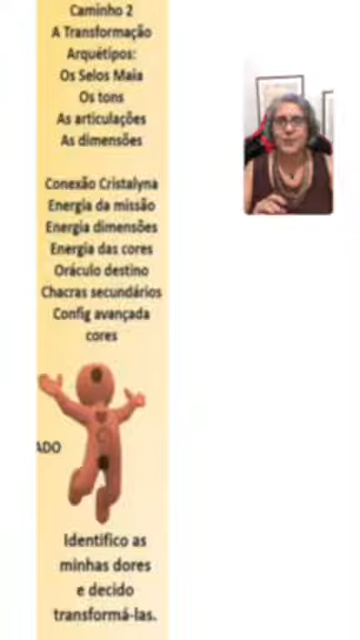 Caminho 2
A Transformação
Arquétipos:
Os Selos Maia
Os tons
As articulações
As dimensões
Conexão Cristalyna
Energia da missão
Energia dimensões
Energia das cores
Oráculo destino
Chacras secundários
Config avançada
cores
ADO
Identifico as
minhas dores
e decido
transformá-las.